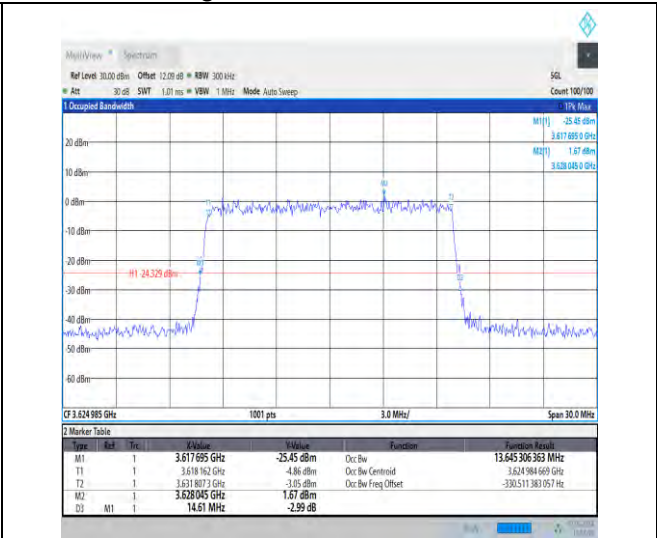 MultiView Spectrum
Ref Level 30.00 dBm Offset 12.09 dB RBW 300 kHz SGL
Att 30 dB SWT 1.01 ms VBW 1 MHz Mode Auto Sweep Count 100/100
1 Occupied Bandwidth 1Pk Max
M1[1] -25.45 dBm
3.617 695 0 GHz
M2[1] 1.67 dBm
3.628 045 0 GHz
20 dBm
10 dBm
0 dBm
-10 dBm
-20 dBm
H1 -24.329 dBm
-30 dBm
-40 dBm
-50 dBm
-60 dBm
M2
T2
M1
CF 3.624 985 GHz 1001 pts 3.0 MHz/ Span 30.0 MHz
2 Marker Table
Type Ref Trc X-Value Y-Value Function Function Result
M1 1 3.617 695 GHz -25.45 dBm Occ Bw 13.645 306 363 MHz
T1 1 3.618 162 GHz -4.86 dBm Occ Bw Centroid 3.624 984 669 GHz
T2 1 3.631 807 3 GHz -3.05 dBm Occ Bw Freq Offset -330.511 383 057 Hz
M2 1 3.628 045 GHz 1.67 dBm
D3 M1 1 14.61 MHz -2.99 dB